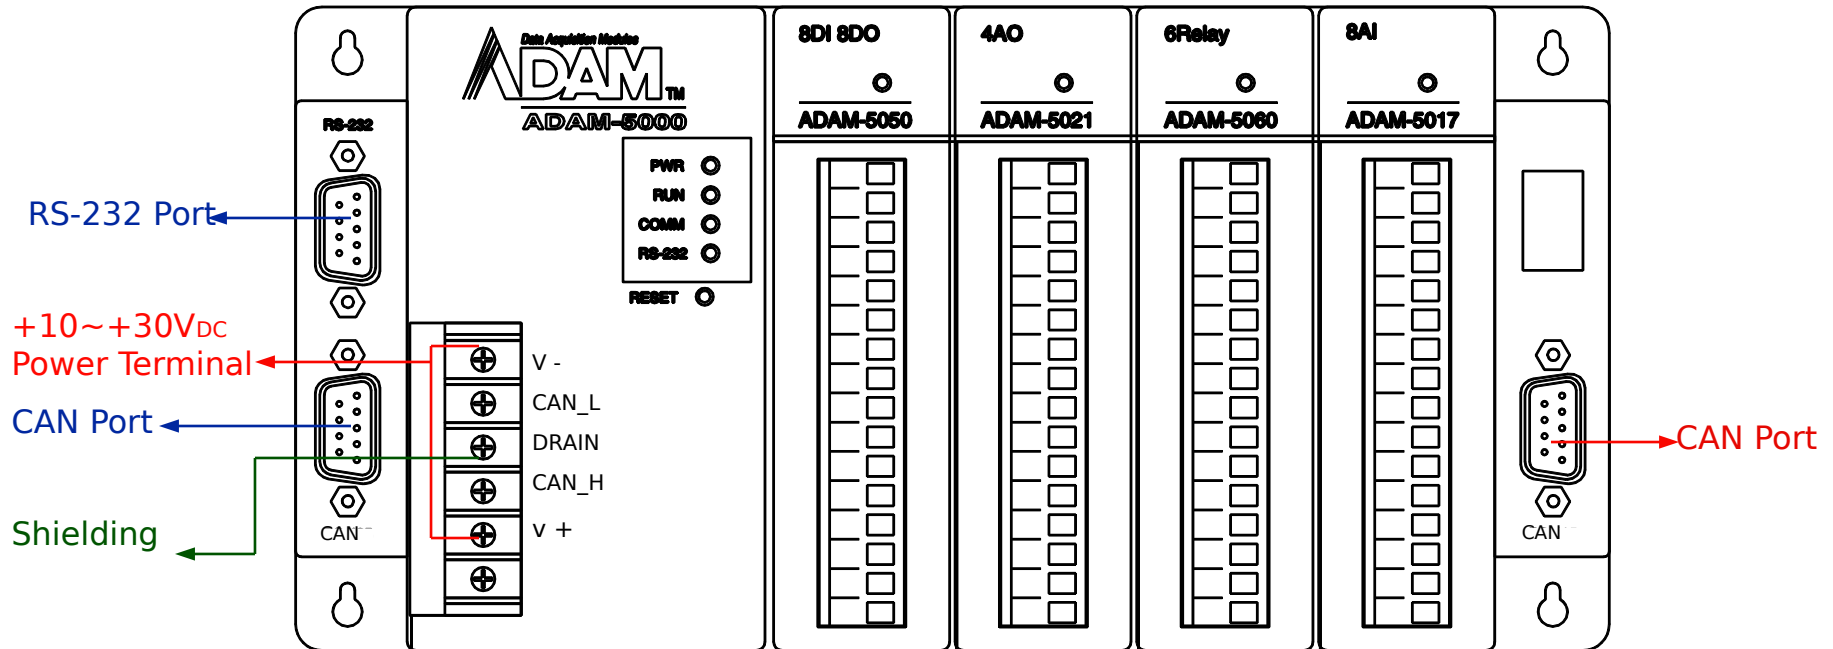 8DI 8DO
4AO
6Relay
8AI
Data Acquisition Modules
ADAM
TM
ADAM-5000
ADAM-5050
ADAM-5021
ADAM-5060
ADAM-5017
RS-232
PWR
RUN
COMM
RS-232
RESET
RS-232 Port
+10~+30VDC
Power Terminal
CAN Port
Shielding
V -
CAN_L
DRAIN
CAN_H
v +
CAN
CAN Port
CAN